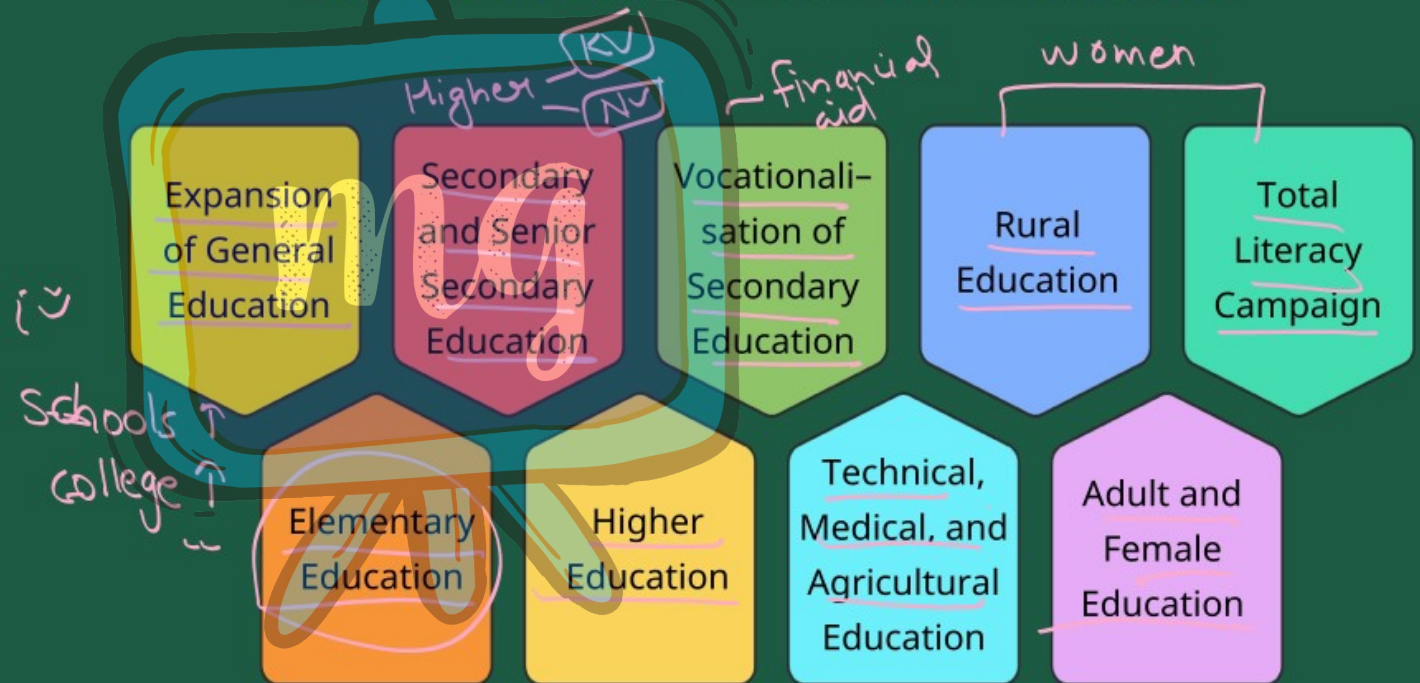 women
KV
Higher
NV
financial
aid
Expansion
of General
Education
Secondary
and Senior
Secondary
Education
Vocationali–
sation of
Secondary
Education
Rural
Education
Total
Literacy
Campaign
mg
schools ↑
college ↑
Elementary
Education
Higher
Education
Technical,
Medical, and
Agricultural
Education
Adult and
Female
Education